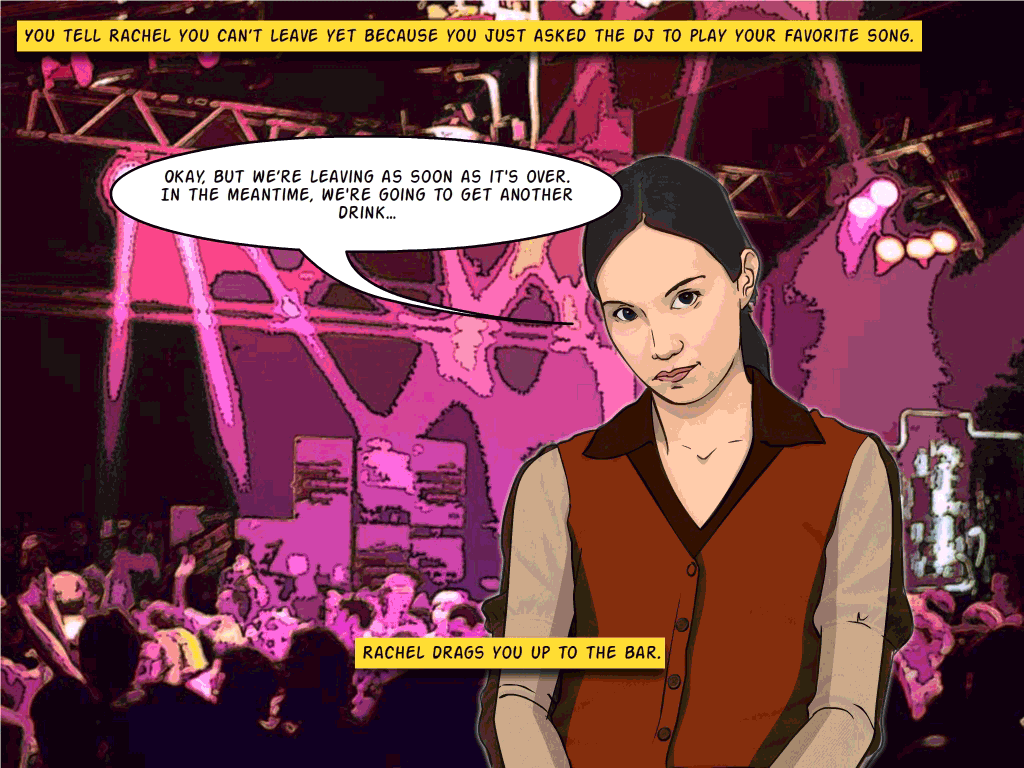 YOU TELL RACHEL YOU CAN'T LEAVE YET BECAUSE YOU JUST ASKED THE DJ TO PLAY YOUR FAVORITE SONG.
OKAY, BUT WE'RE LEAVING AS SOON AS IT'S OVER.
IN THE MEANTIME, WE'RE GOING TO GET ANOTHER
DRINK...
RACHEL DRAGS YOU UP TO THE BAR.